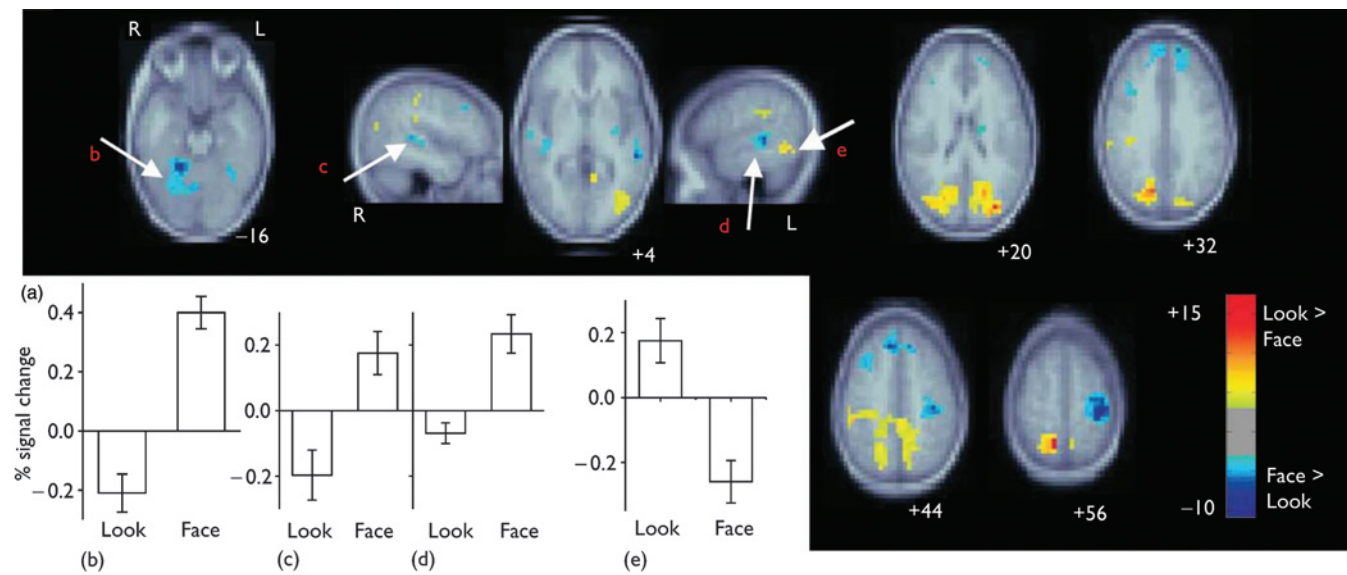 R L
b
−16
c
R
+4
d
L
e
+20
+32
(a)
% signal change
0.4
0.2
0.0
−0.2
Look Face
(b)
0.2
0.0
−0.2
Look Face
(c) (d)
0.2
0.0
−0.2
Look Face
(e)
+44
+56
+15
−10
Look >
Face
Face >
Look